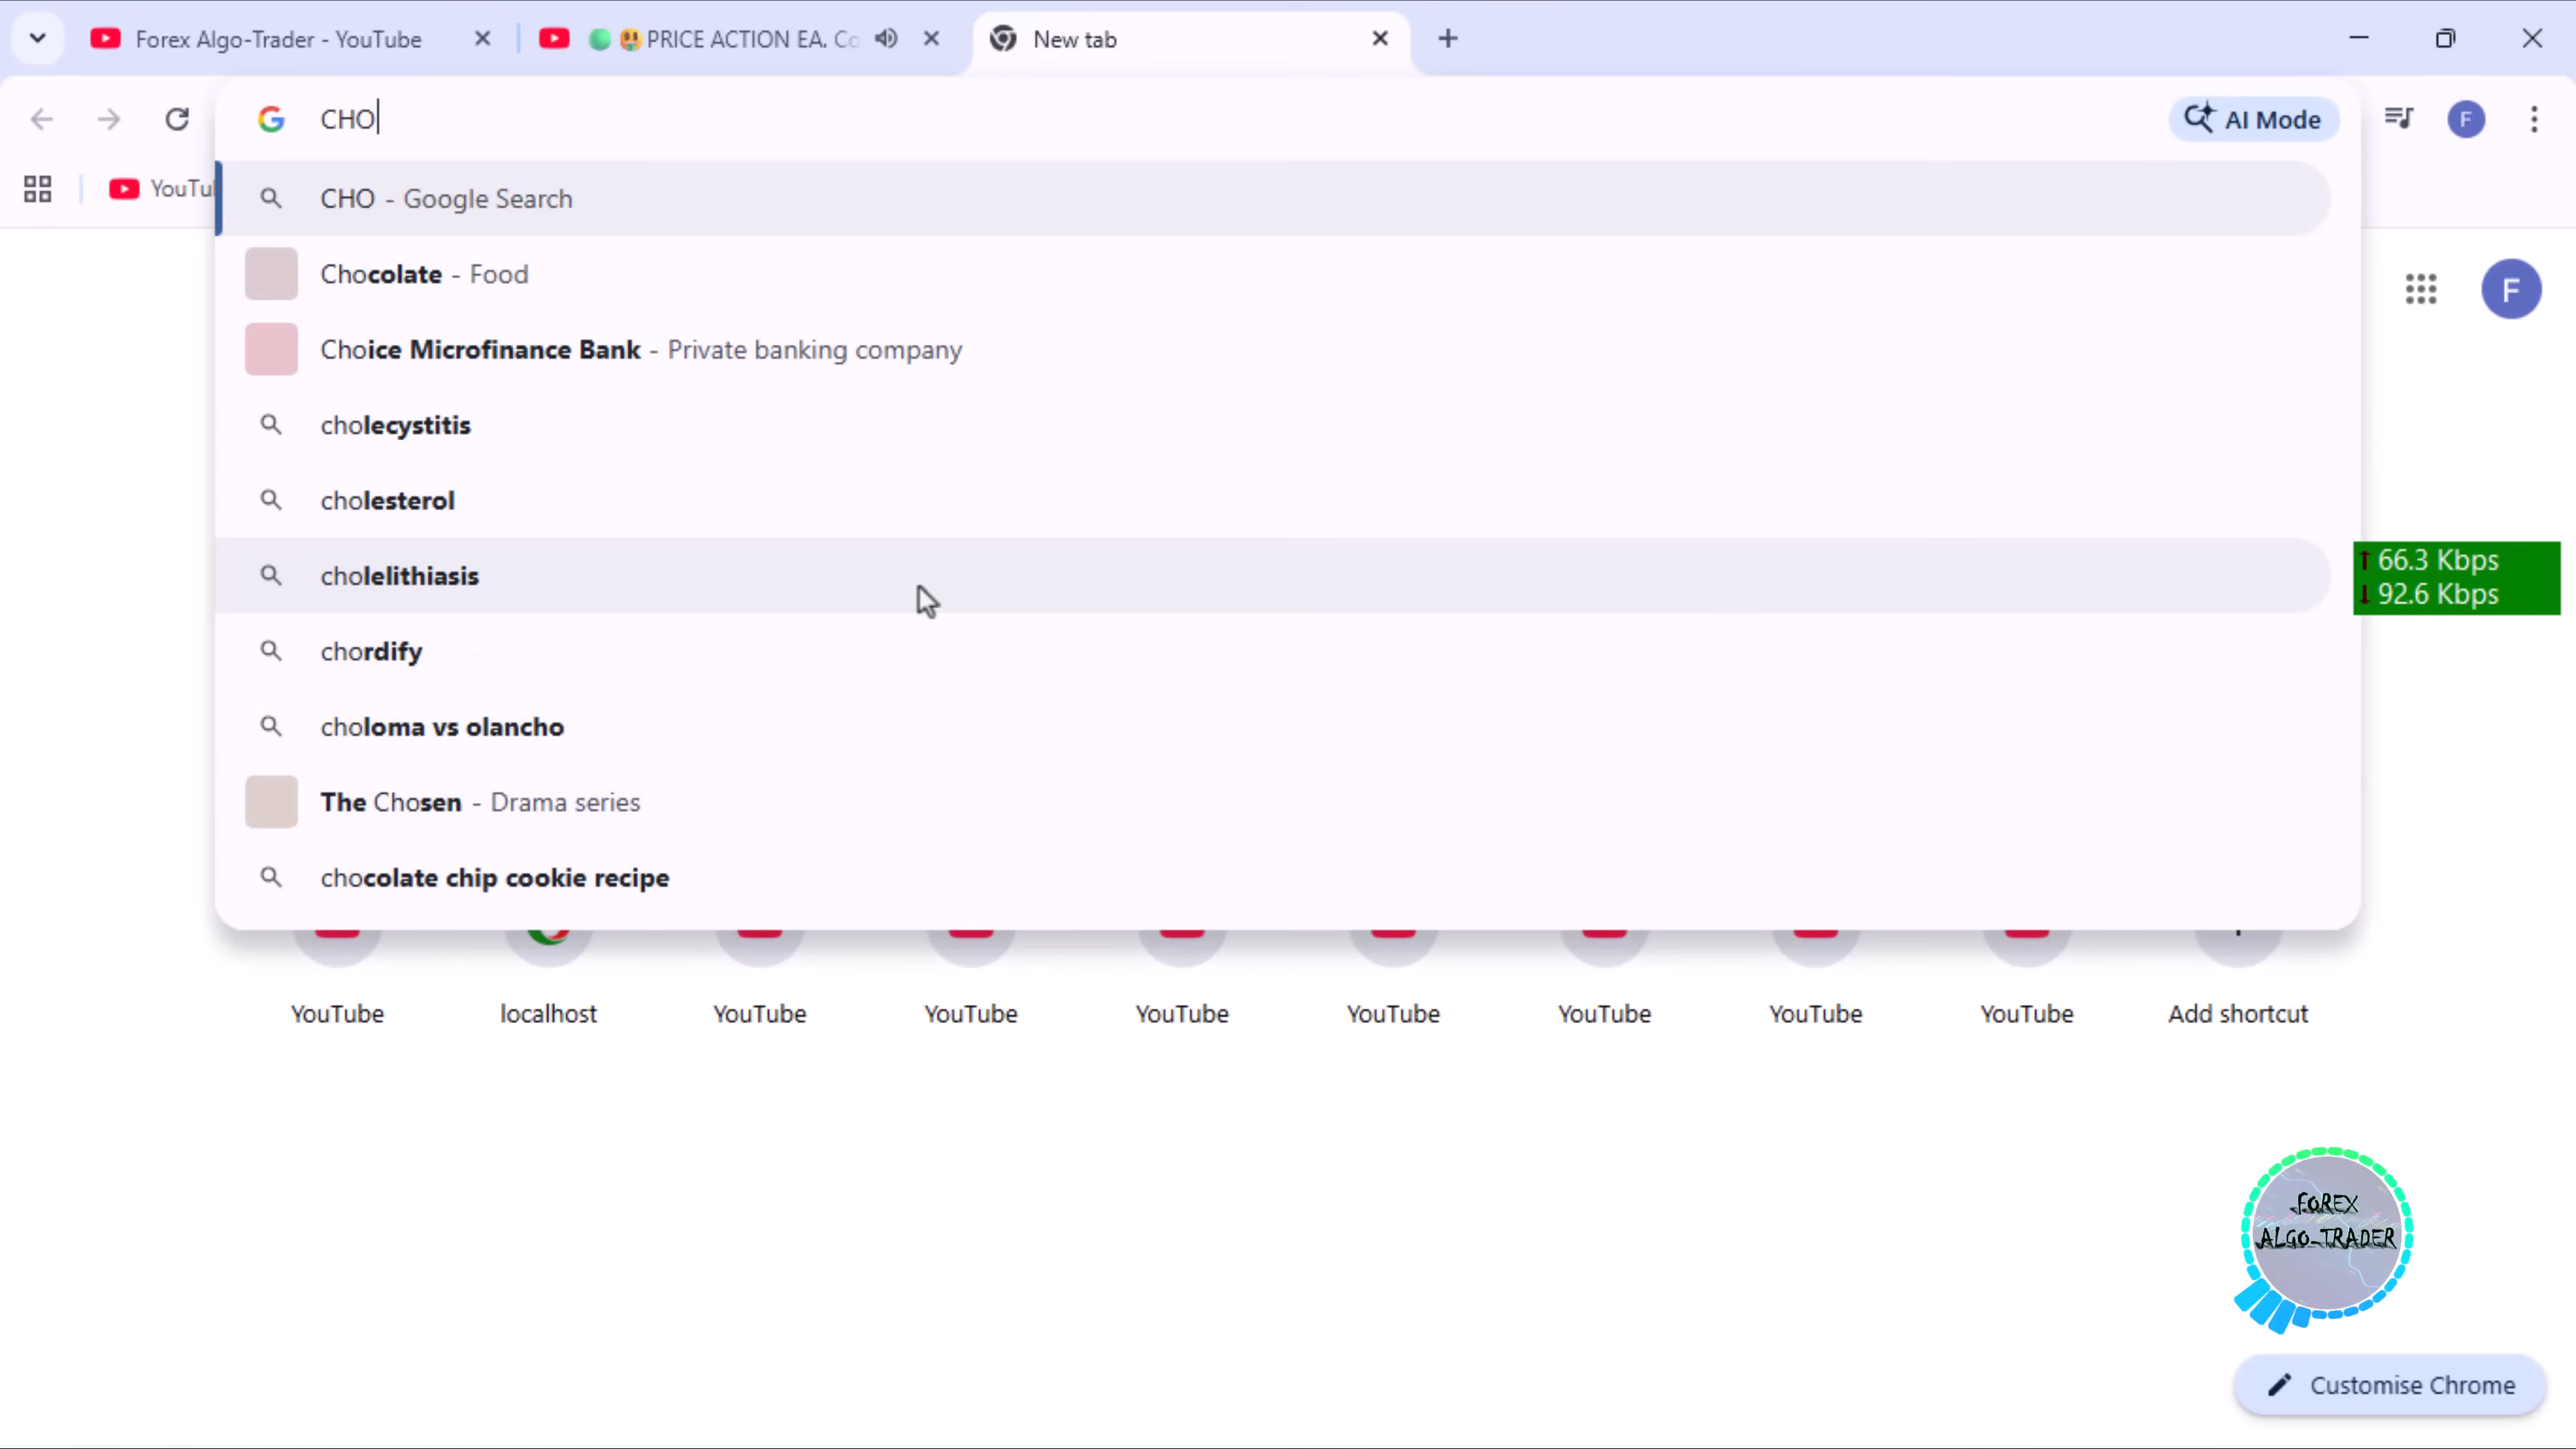 Forex Algo-Trader - YouTube
PRICE ACTION EA. Co
New tab
CHO
AI Mode
F
YouTu
CHO - Google Search
Chocolate - Food
Choice Microfinance Bank - Private banking company
cholecystitis
cholesterol
cholelithiasis
chordify
choloma vs olancho
The Chosen - Drama series
chocolate chip cookie recipe
F
66.3 Kbps
92.6 Kbps
YouTube
localhost
YouTube
YouTube
YouTube
YouTube
YouTube
YouTube
YouTube
Add shortcut
FOREX
ALGO-TRADER
Customise Chrome